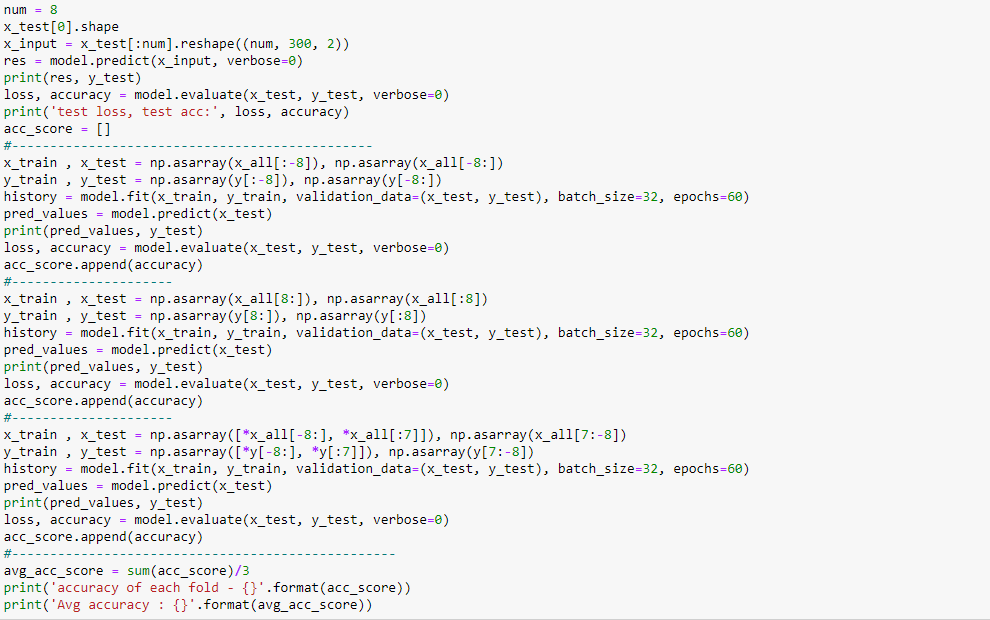 num = 8
x_test[0].shape
x_input = x_test[:num].reshape((num, 300, 2))
res = model.predict(x_input, verbose=0)
print(res, y_test)
loss, accuracy = model.evaluate(x_test, y_test, verbose=0)
print('test loss, test acc:', loss, accuracy)
acc_score = []
#-----------------------------------------------
x_train , x_test = np.asarray(x_all[:-8]), np.asarray(x_all[-8:])
y_train , y_test = np.asarray(y[:-8]), np.asarray(y[-8:])
history = model.fit(x_train, y_train, validation_data=(x_test, y_test), batch_size=32, epochs=60)
pred_values = model.predict(x_test)
print(pred_values, y_test)
loss, accuracy = model.evaluate(x_test, y_test, verbose=0)
acc_score.append(accuracy)
#---------------------
x_train , x_test = np.asarray(x_all[8:]), np.asarray(x_all[:8])
y_train , y_test = np.asarray(y[8:]), np.asarray(y[:8])
history = model.fit(x_train, y_train, validation_data=(x_test, y_test), batch_size=32, epochs=60)
pred_values = model.predict(x_test)
print(pred_values, y_test)
loss, accuracy = model.evaluate(x_test, y_test, verbose=0)
acc_score.append(accuracy)
#---------------------
x_train , x_test = np.asarray([*x_all[-8:], *x_all[:7]]), np.asarray(x_all[7:-8])
y_train , y_test = np.asarray([*y[-8:], *y[:7]]), np.asarray(y[7:-8])
history = model.fit(x_train, y_train, validation_data=(x_test, y_test), batch_size=32, epochs=60)
pred_values = model.predict(x_test)
print(pred_values, y_test)
loss, accuracy = model.evaluate(x_test, y_test, verbose=0)
acc_score.append(accuracy)
#--------------------------------------------------
avg_acc_score = sum(acc_score)/3
print('accuracy of each fold - {}'.format(acc_score))
print('Avg accuracy : {}'.format(avg_acc_score))